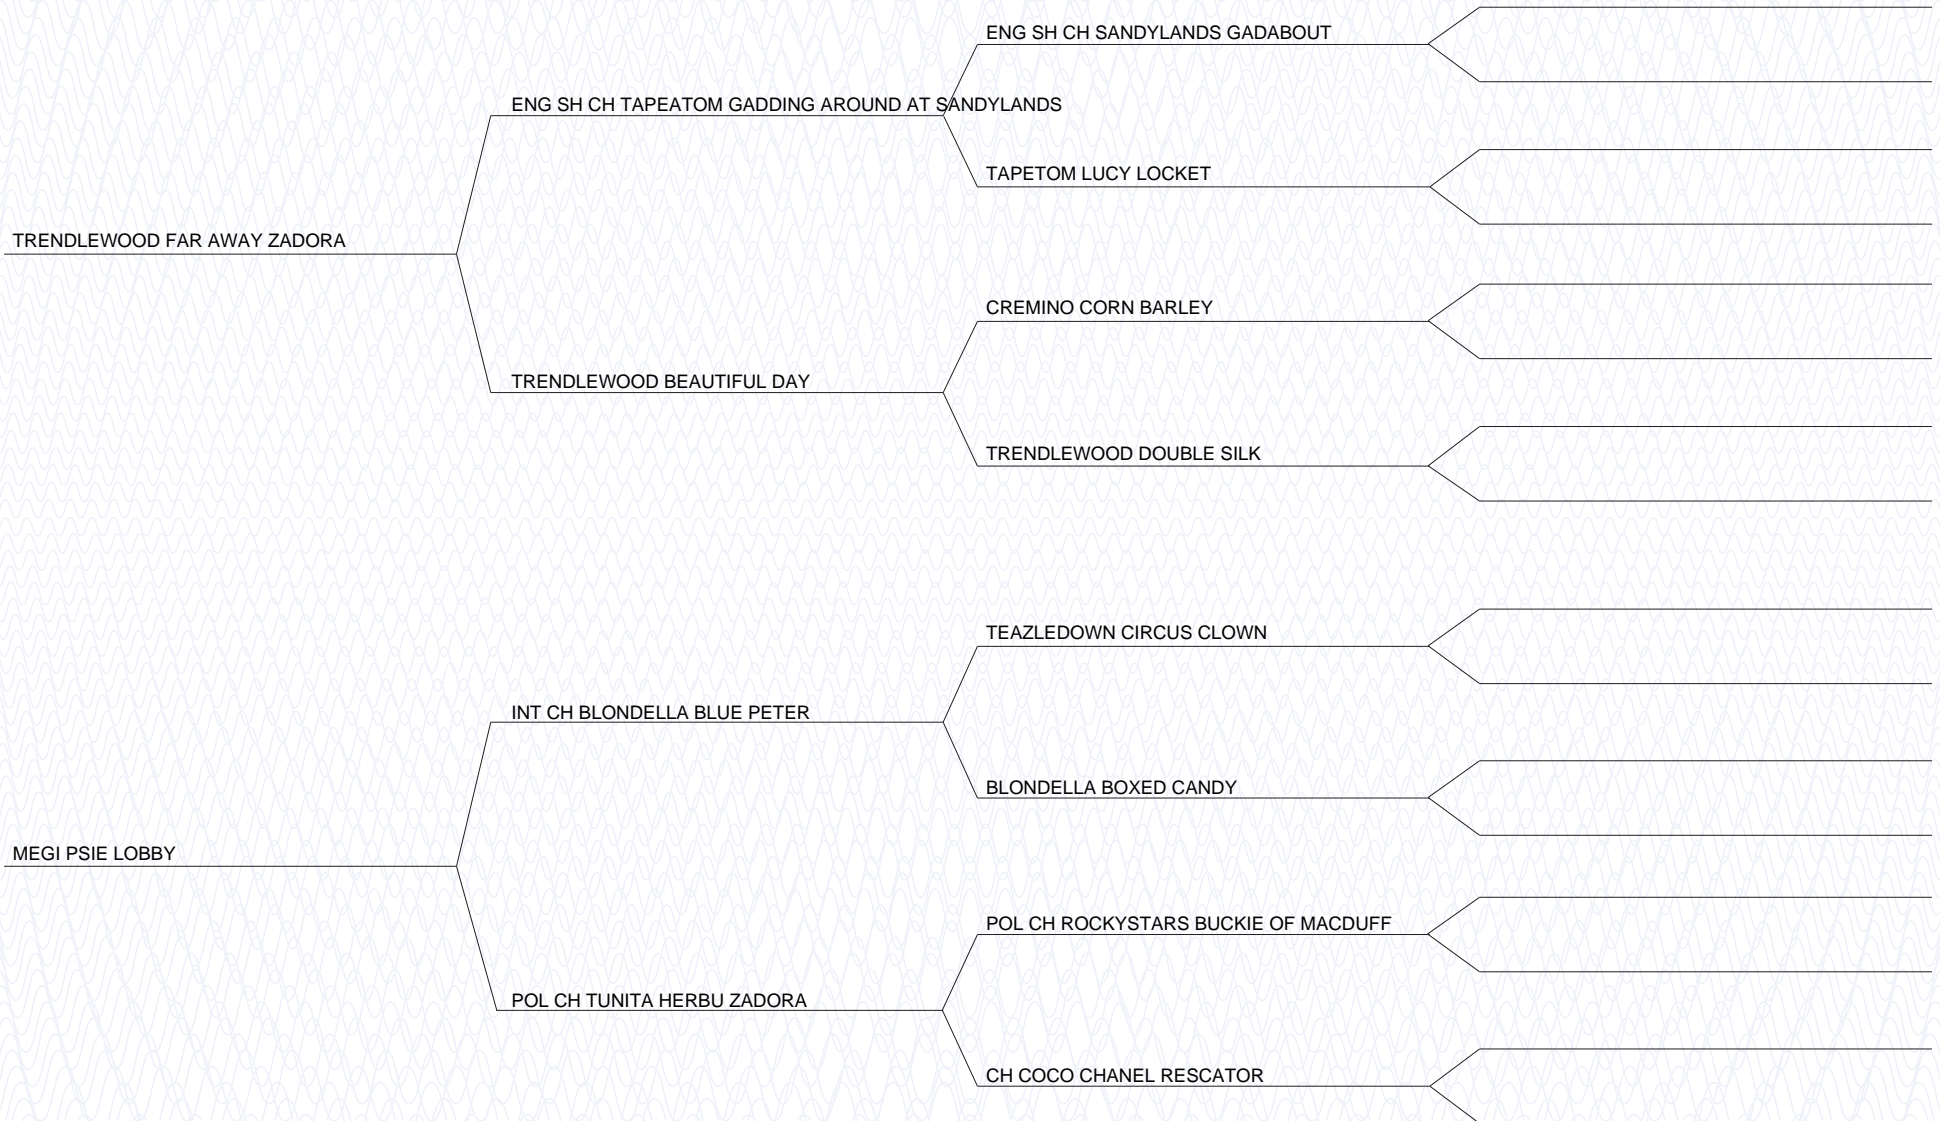 ENG SH CH SANDYLANDS GADABOUT
ENG SH CH TAPEATOM GADDING AROUND AT SANDYLANDS
TAPETOM LUCY LOCKET
TRENDLEWOOD FAR AWAY ZADORA
CREMINO CORN BARLEY
TRENDLEWOOD BEAUTIFUL DAY
TRENDLEWOOD DOUBLE SILK
TEAZLEDOWN CIRCUS CLOWN
INT CH BLONDELLA BLUE PETER
BLONDELLA BOXED CANDY
MEGI PSIE LOBBY
POL CH ROCKYSTARS BUCKIE OF MACDUFF
POL CH TUNITA HERBU ZADORA
CH COCO CHANEL RESCATOR